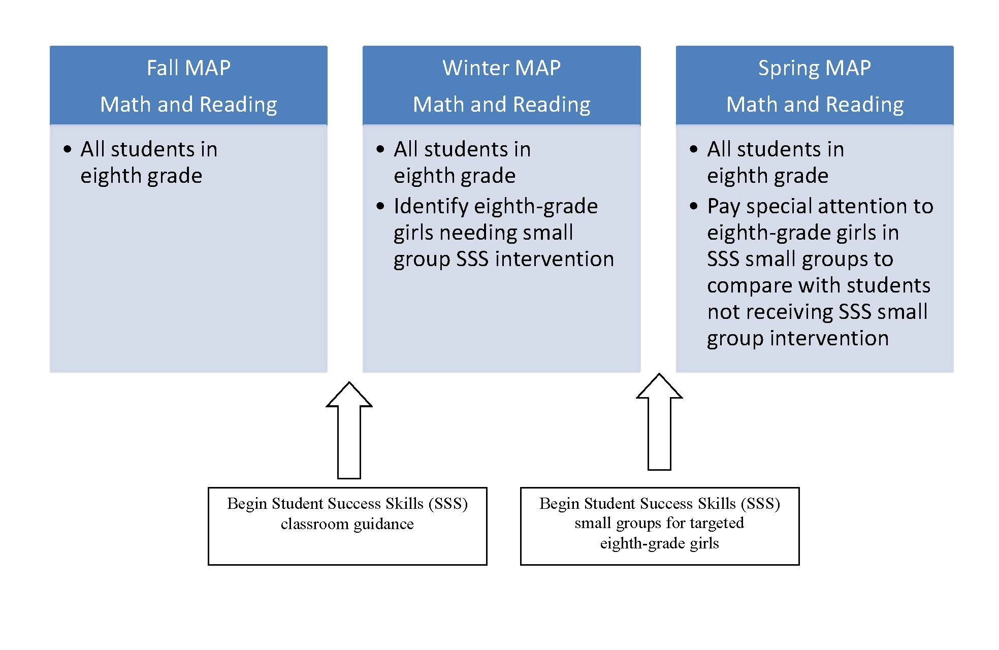 Fall MAP
Math and Reading
• All students in
eighth grade
Winter MAP
Math and Reading
• All students in
eighth grade
• Identify eighth-grade
girls needing small
group SSS intervention
Spring MAP
Math and Reading
• All students in
eighth grade
• Pay special attention to
eighth-grade girls in
SSS small groups to
compare with students
not receiving SSS small
group intervention
Begin Student Success Skills (SSS)
classroom guidance
Begin Student Success Skills (SSS)
small groups for targeted
eighth-grade girls